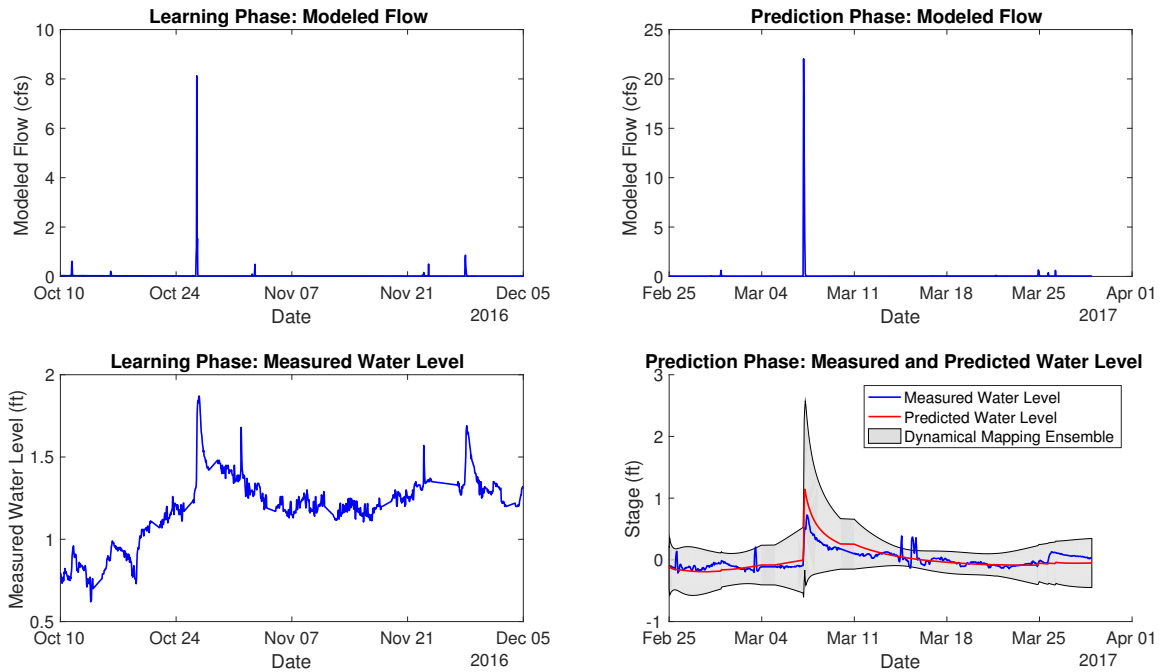 Learning Phase: Modeled Flow
Modeled Flow (cfs)
10
8
6
4
2
0
Oct 10
Oct 24
Nov 07
Nov 21
Dec 05
Date
2016
Prediction Phase: Modeled Flow
Modeled Flow (cfs)
25
20
15
10
5
0
Feb 25
Mar 04
Mar 11
Mar 18
Mar 25
Apr 01
Date
2017
Learning Phase: Measured Water Level
Measured Water Level (ft)
2
1.5
1
0.5
Oct 10
Oct 24
Nov 07
Nov 21
Dec 05
Date
2016
Prediction Phase: Measured and Predicted Water Level
Stage (ft)
3
2
1
0
-1
Measured Water Level
Predicted Water Level
Dynamical Mapping Ensemble
Feb 25
Mar 04
Mar 11
Mar 18
Mar 25
Apr 01
Date
2017